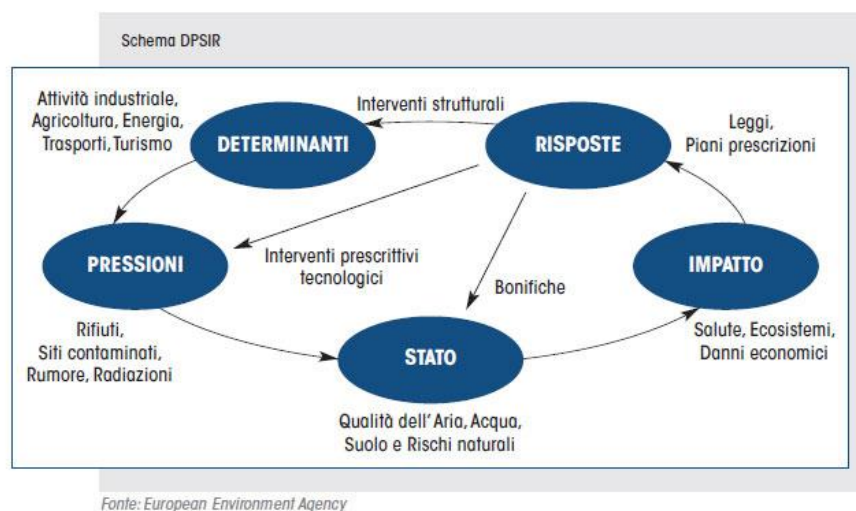 Schema DPSIR
Attività industriale,
Agricoltura, Energia,
Trasporti, Turismo
Interventi strutturali
DETERMINANTI
RISPOSTE
Leggi,
Piani prescrizioni
PRESSIONI
Interventi prescrittivi
tecnologici
Bonifiche
IMPATTO
Rifiuti,
Siti contaminati,
Rumore, Radiazioni
STATO
Salute, Ecosistemi,
Danni economici
Qualità dell'Aria, Acqua,
Suolo e Rischi naturali
Fonte: European Environment Agency